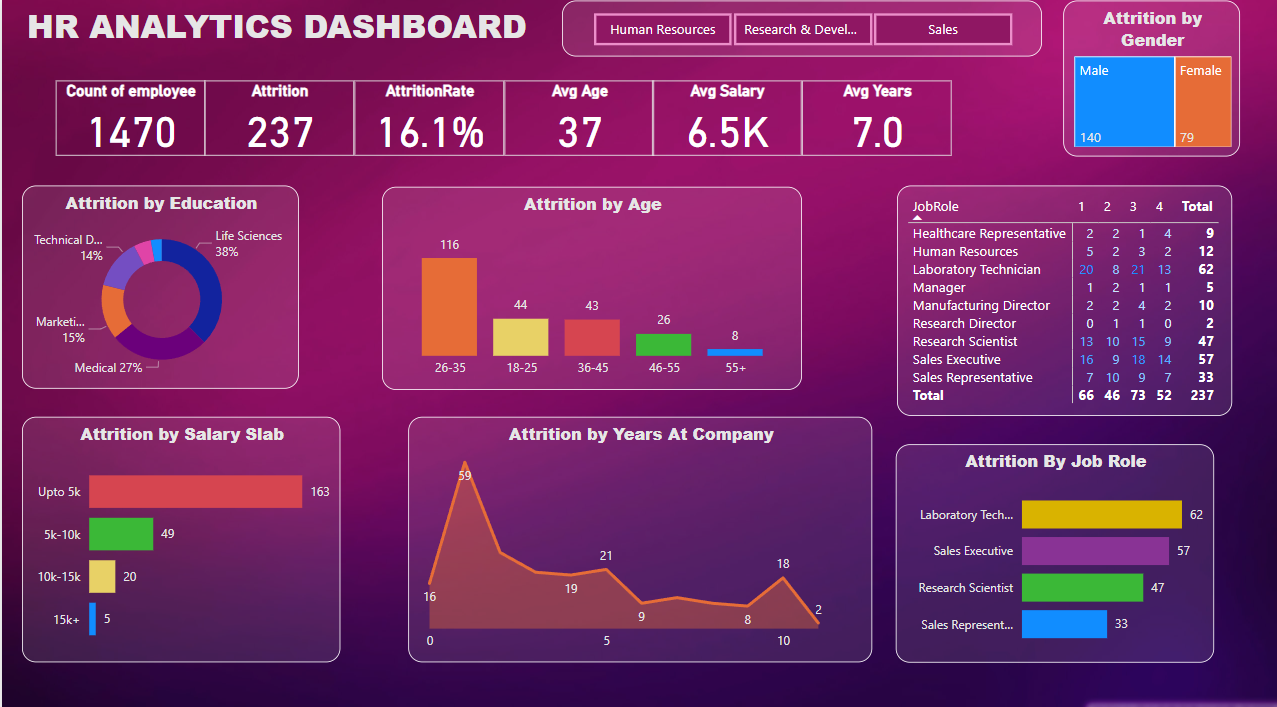 HR ANALYTICS DASHBOARD
Human Resources
Research & Devel...
Sales
Attrition by
Gender
Male
Female
140
79
Count of employee
1470
Attrition
237
AttritionRate
16.1%
Avg Age
37
Avg Salary
6.5K
Avg Years
7.0
Attrition by Education
Technical D...
14%
Life Sciences
38%
Marketi...
15%
Medical 27%
Attrition by Age
116
44
43
26
8
26-35 18-25 36-45 46-55 55+
JobRole 1 2 3 4 Total
Healthcare Representative 2 2 1 4 9
Human Resources 5 2 3 2 12
Laboratory Technician 20 8 21 13 62
Manager 1 2 1 1 5
Manufacturing Director 2 2 4 2 10
Research Director 0 1 1 0 2
Research Scientist 13 10 15 9 47
Sales Executive 16 9 18 14 57
Sales Representative 7 10 9 7 33
Total 66 46 73 52 237
Attrition by Salary Slab
Upto 5k 163
5k-10k 49
10k-15k 20
15k+ 5
Attrition by Years At Company
59
16
19
21
9
8
18
2
0 5 10
Attrition By Job Role
Laboratory Tech... 62
Sales Executive 57
Research Scientist 47
Sales Represent... 33